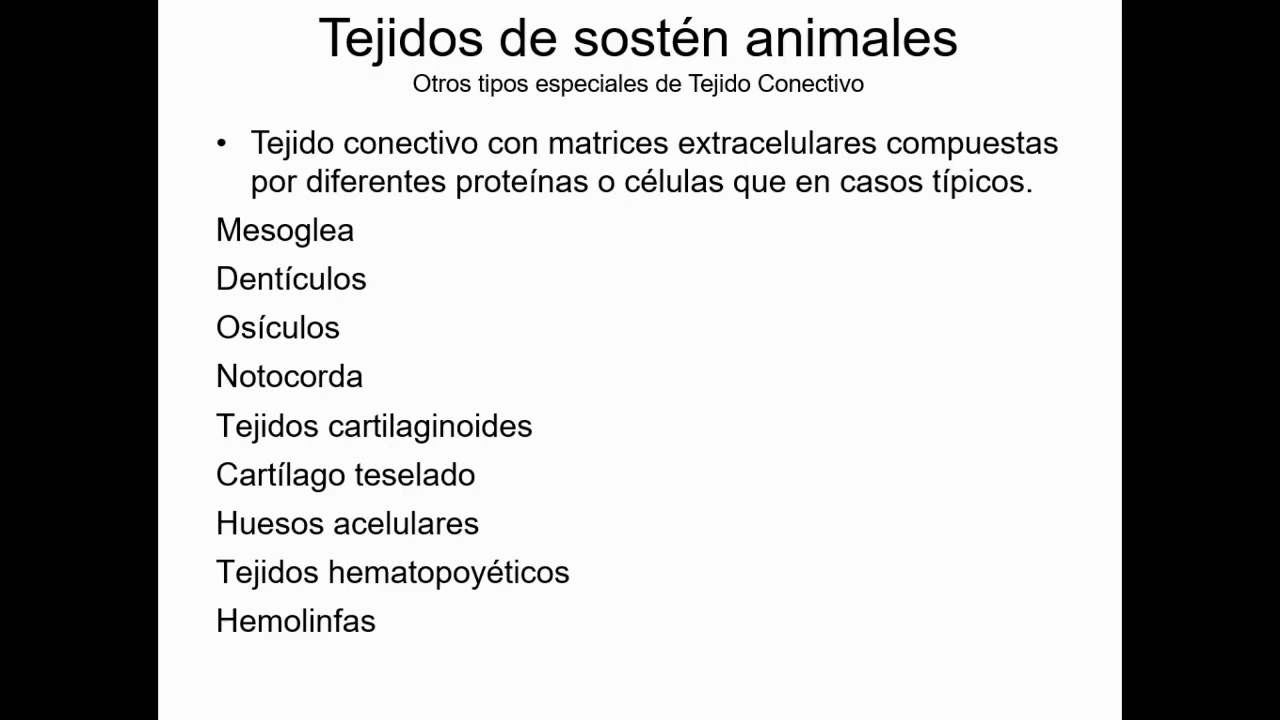 Tejidos de sostén animales
Otros tipos especiales de Tejido Conectivo
• Tejido conectivo con matrices extracelulares compuestas
por diferentes proteínas o células que en casos típicos.
Mesoglea
Dentículos
Osículos
Notocorda
Tejidos cartilaginoides
Cartílago teselado
Huesos acelulares
Tejidos hematopoyéticos
Hemolinfas